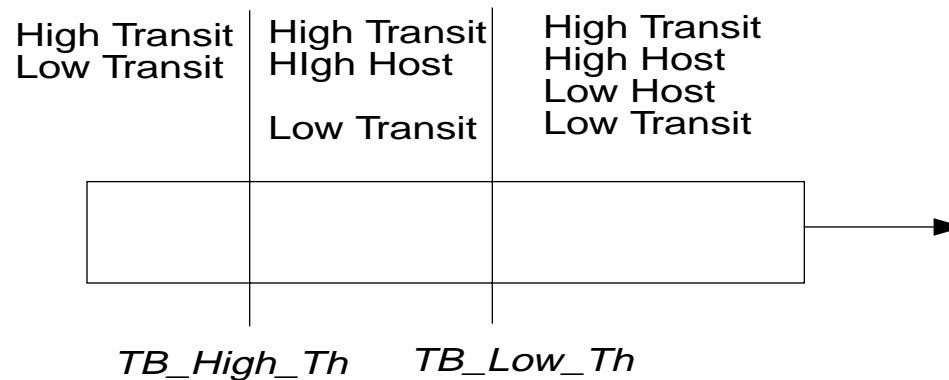 High Transit
Low Transit
High Transit
HIgh Host
Low Transit
High Transit
High Host
Low Host
Low Transit
TB_High_Th
TB_Low_Th